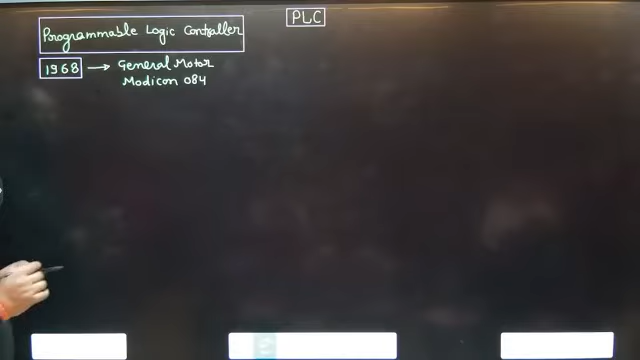 PLC
Programmable Logic Controller
1968 → General Motor
Modicon 084